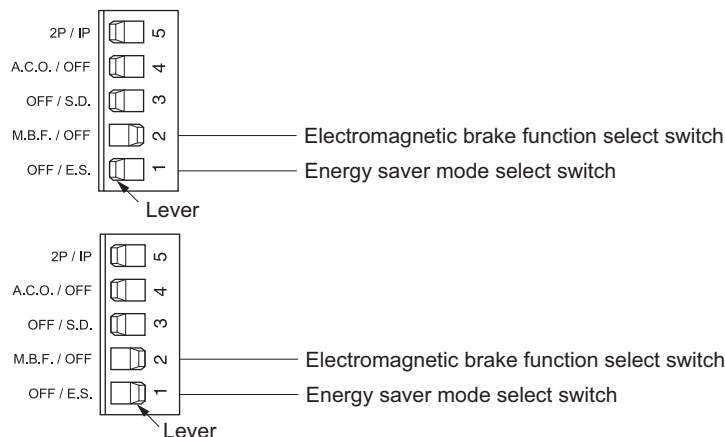 2P / IP 5
A.C.O. / OFF 4
OFF / S.D. 3
M.B.F. / OFF 2 Electromagnetic brake function select switch
OFF / E.S. 1 Energy saver mode select switch
Lever
2P / IP 5
A.C.O. / OFF 4
OFF / S.D. 3
M.B.F. / OFF 2 Electromagnetic brake function select switch
OFF / E.S. 1 Energy saver mode select switch
Lever